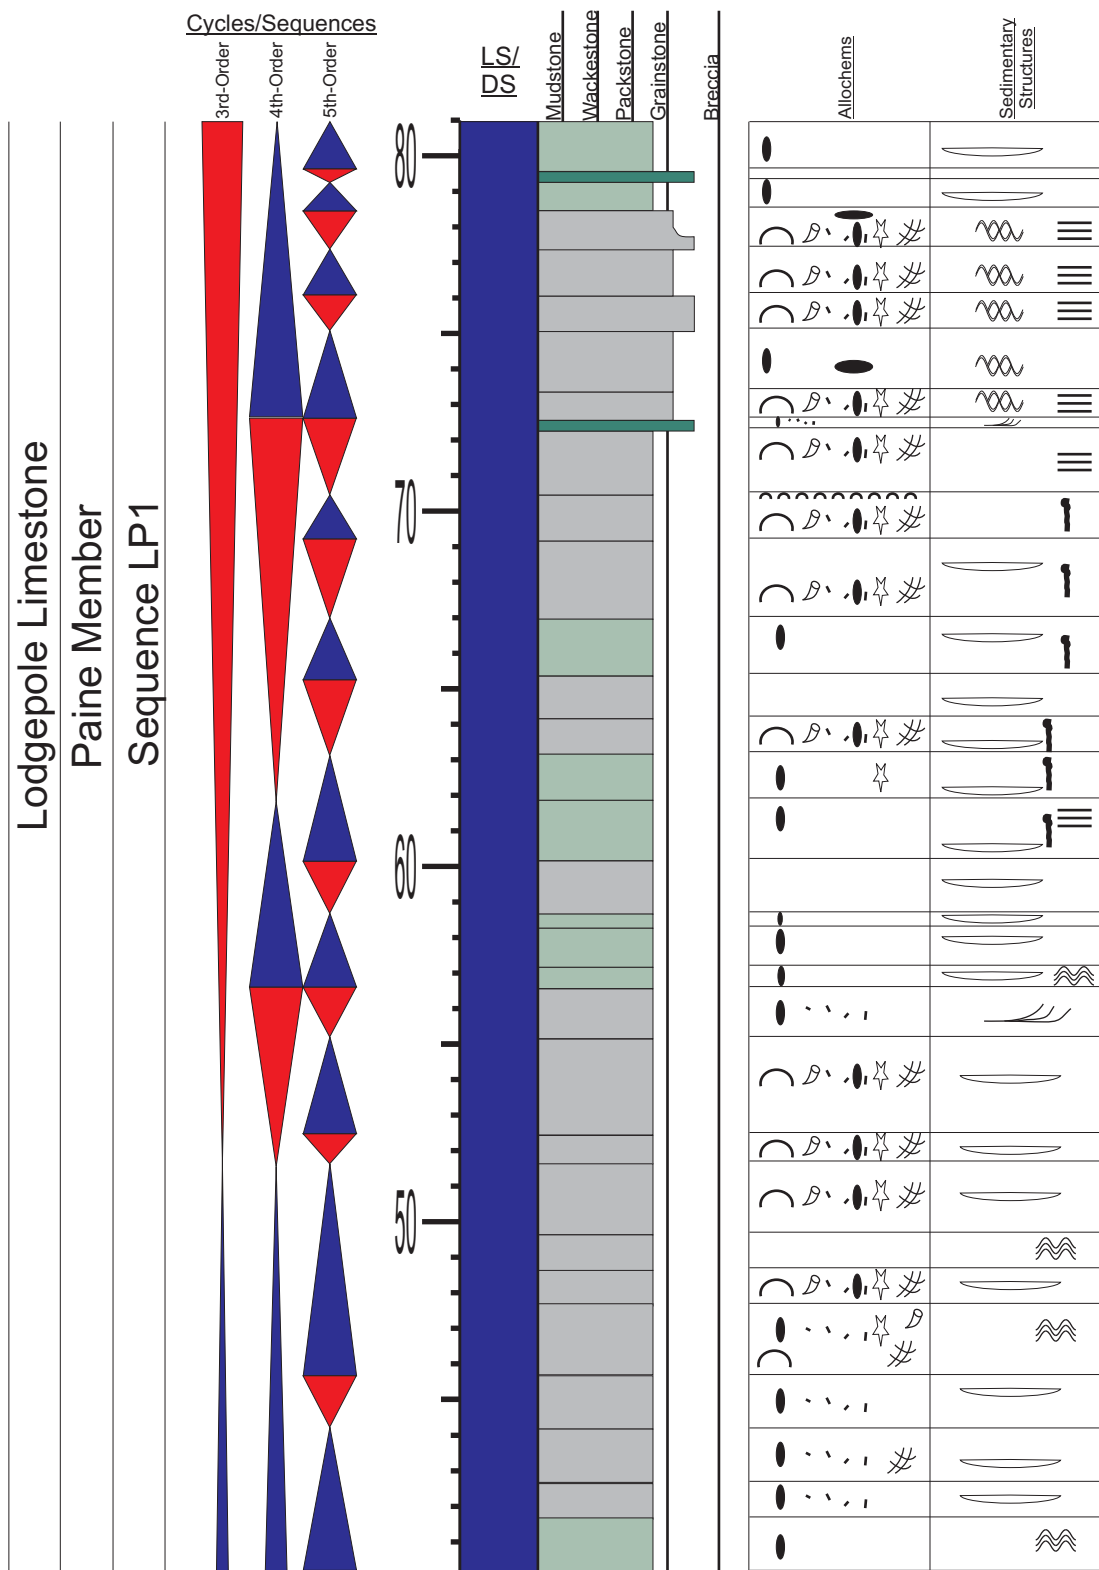 Cycles/Sequences
3rd-Order
4th-Order
5th-Order
LS/
DS
Mudstone
Wackestone
Packstone
Grainstone
Breccia
Allochems
Sedimentary
Structures
Lodgepole Limestone
Paine Member
Sequence LP1
80
70
60
50